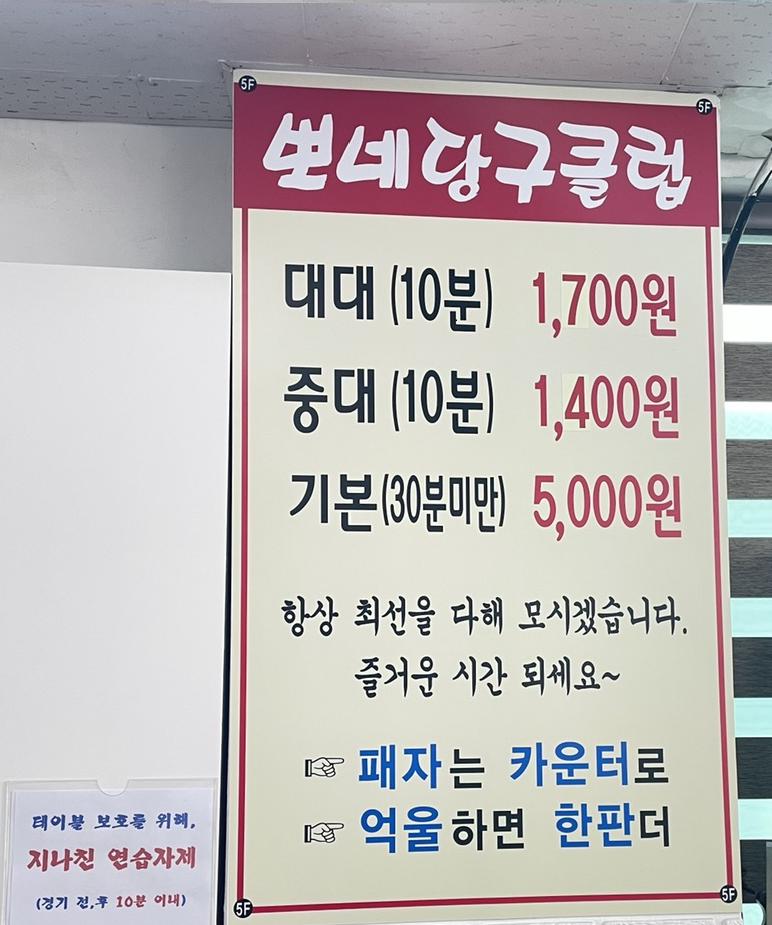 5F
5F
뽀네당구클럽
대대 (10분) 1,700원
중대 (10분) 1,400원
기본(30분미만) 5,000원
항상 최선을 다해 모시겠습니다.
즐거운 시간 되세요~
☞ 패자는 카운터로
☞ 억울하면 한판더
5F
5F
테이블 보호를 위해,
지나친 연습자제
(경기 전,후 10분 이내)